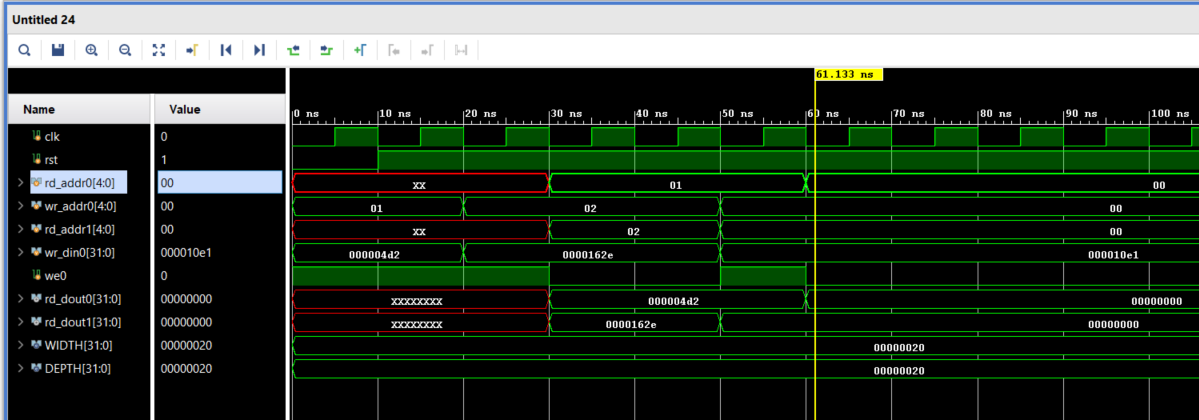 Untitled 24
61.133 ns
Name Value
0 ns 10 ns 20 ns 30 ns 40 ns 50 ns 60 ns 70 ns 80 ns 90 ns 100 ns
clk 0
rst 1
rd_addr0[4:0] 00 XX 01 00
wr_addr0[4:0] 00 01 02 00
rd_addr1[4:0] 00 XX 02 00
wr_din0[31:0] 000010e1 000004d2 0000162e 000010e1
we0 0
rd_dout0[31:0] 00000000 XXXXXXXX 000004d2 00000000
rd_dout1[31:0] 00000000 XXXXXXXX 0000162e 00000000
WIDTH[31:0] 00000020 00000020
DEPTH[31:0] 00000020 00000020